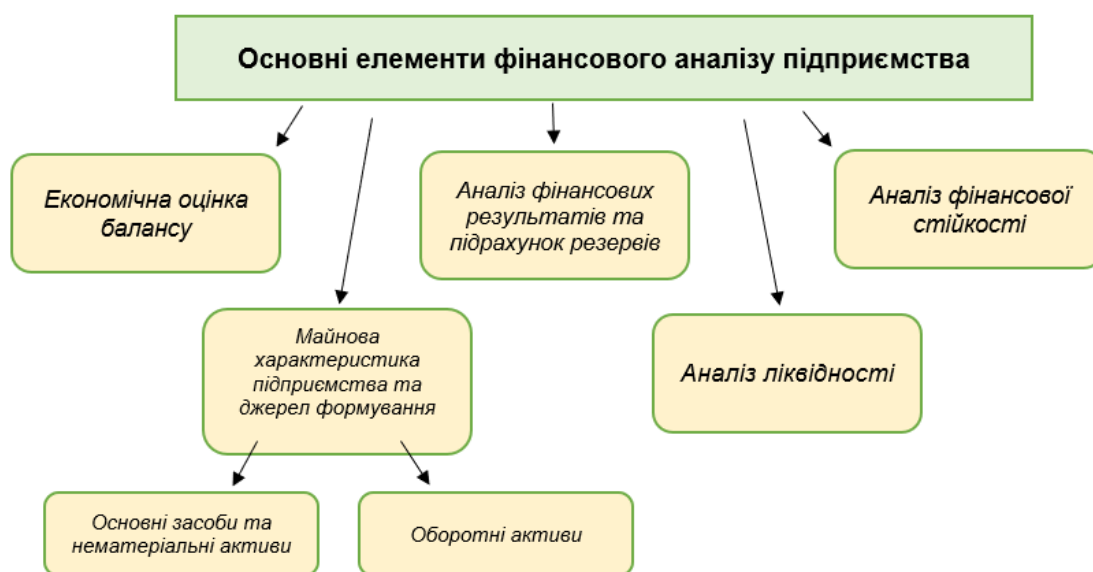 Основні елементи фінансового аналізу підприємства
Економічна оцінка
балансу
Аналіз фінансових
результатів та
підрахунок резервів
Аналіз фінансової
стійкості
Майнова
характеристика
підприємства та
джерел формування
Аналіз ліквідності
Основні засоби та
нематеріальні активи
Оборотні активи